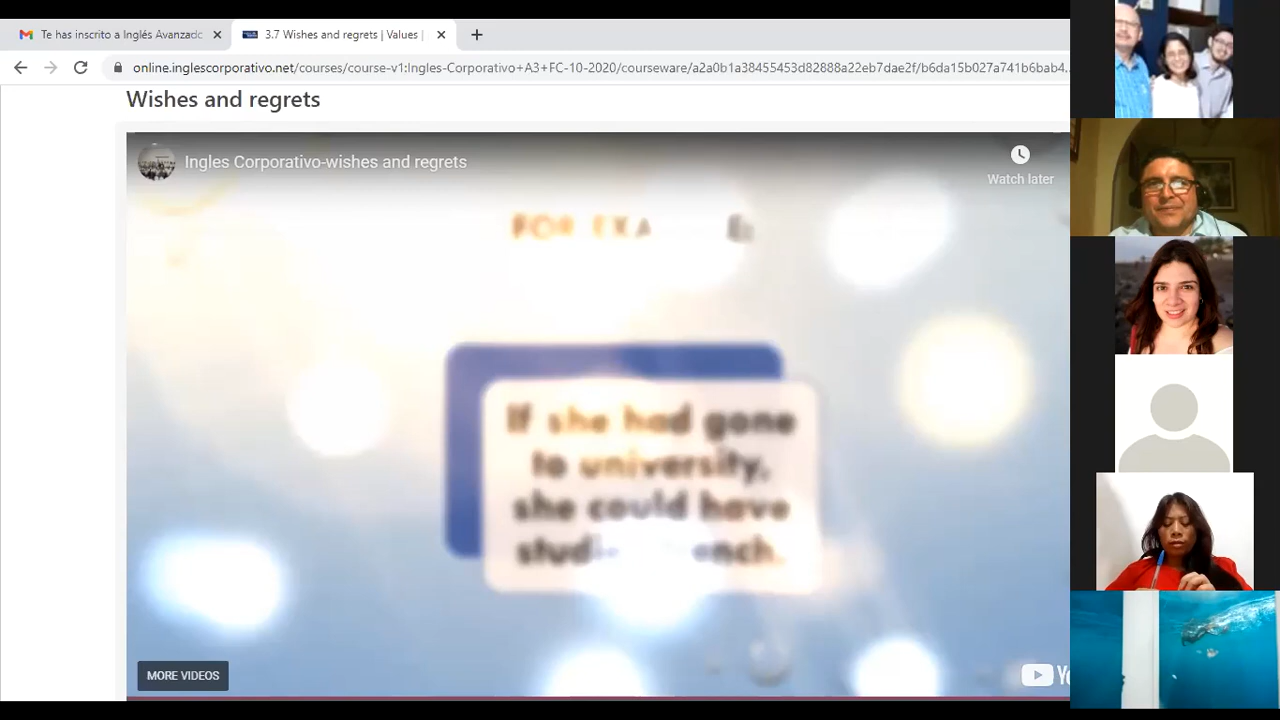 Te has inscrito a Inglés Avanzado
3.7 Wishes and regrets | Values |
online.inglescorporativo.net/courses/course-v1:Ingles-Corporativo+A3+FC-10-2020/courseware/a2a0b1a38455453d82888a22eb7dae2f/b6da15b027a741b6bab4...
Wishes and regrets
Ingles Corporativo-wishes and regrets
Watch later
FOR
If she had gone
to university,
she could have
MORE VIDEOS